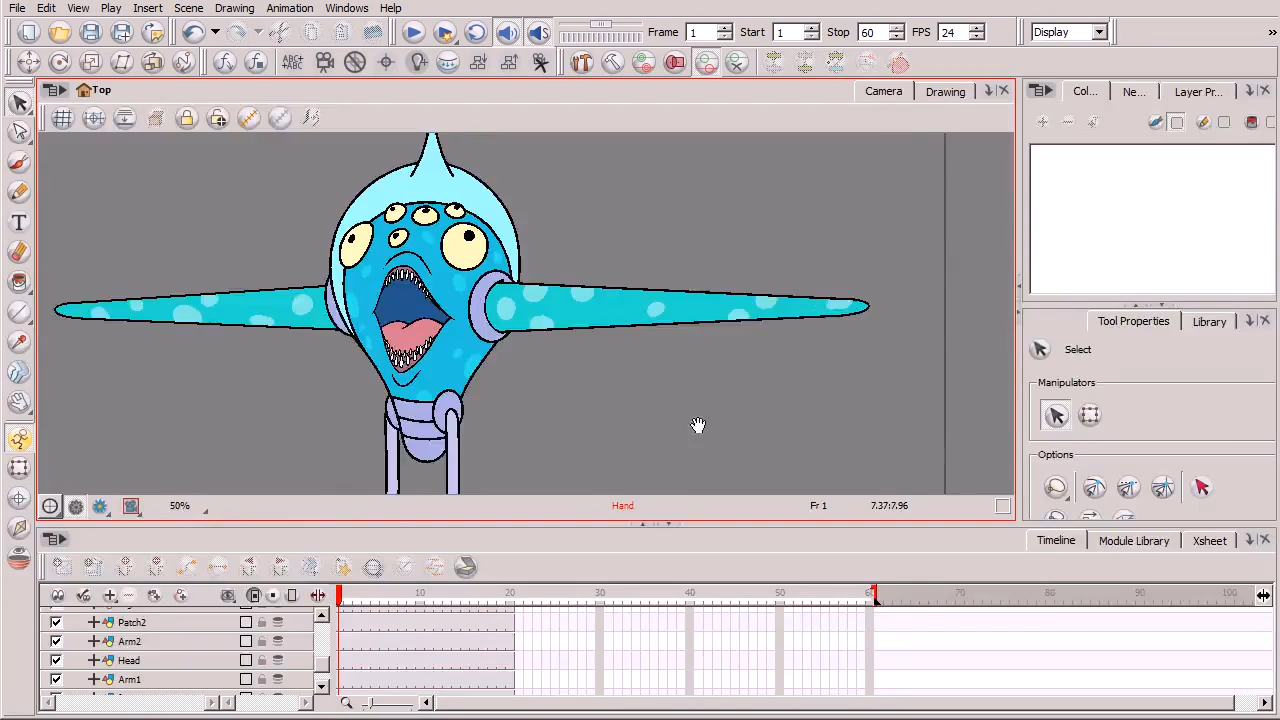 File Edit View Play Insert Scene Drawing Animation Windows Help
Frame 1 Start 1 Stop 60 FPS 24 Display »
ABC+ ABC
Top Camera Drawing
Col... Ne... Layer Pr...
Tool Properties Library
Select
Manipulators
Options
50% Hand Fr 1 7.37:7.96
Timeline Module Library Xsheet
10 20 30 40 50 60 70 80 90 100
Patch2
Arm2
Head
Arm1